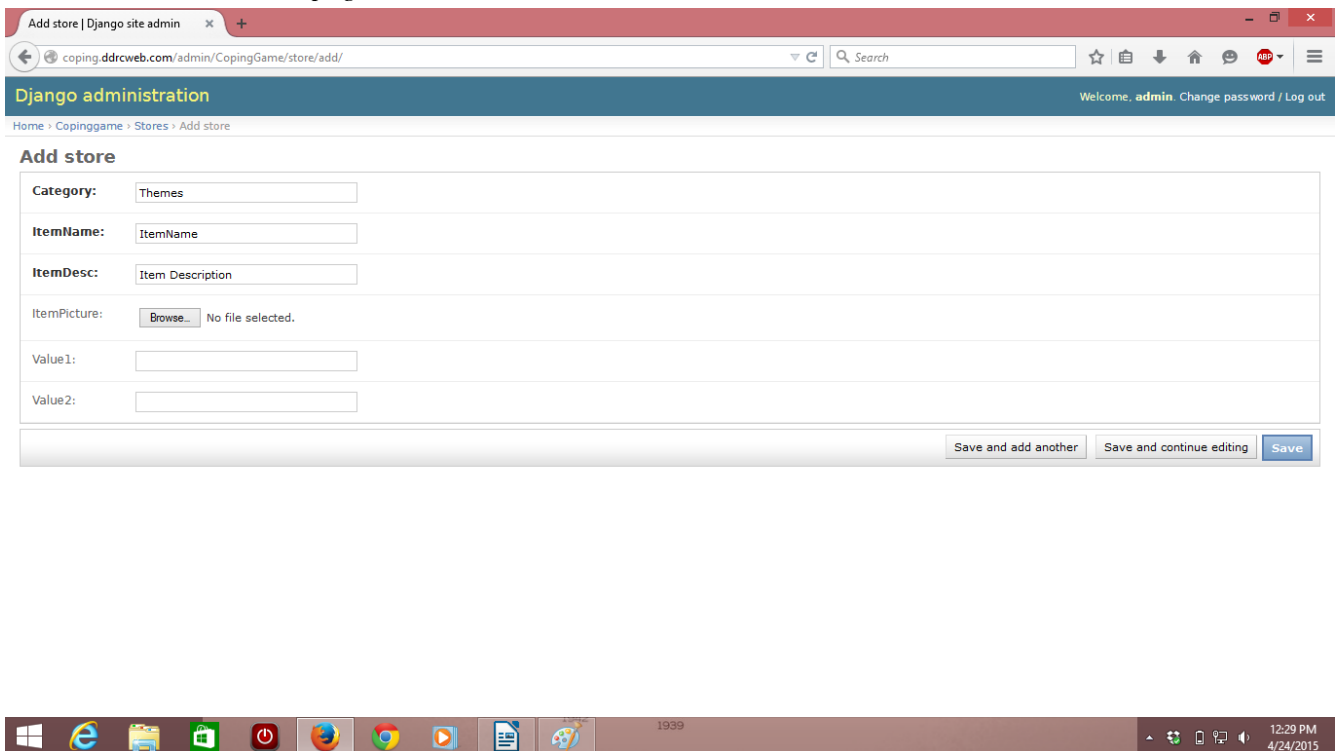 Add store | Django site admin
coping.ddrcweb.com/admin/CopingGame/store/add/
Search
ABP
Django administration
Welcome, admin. Change password / Log out
Home › Copinggame › Stores › Add store
Add store
Category: Themes
ItemName: ItemName
ItemDesc: Item Description
ItemPicture: Browse... No file selected.
Value1:
Value2:
Save and add another Save and continue editing Save
1939
12:29 PM
4/24/2015